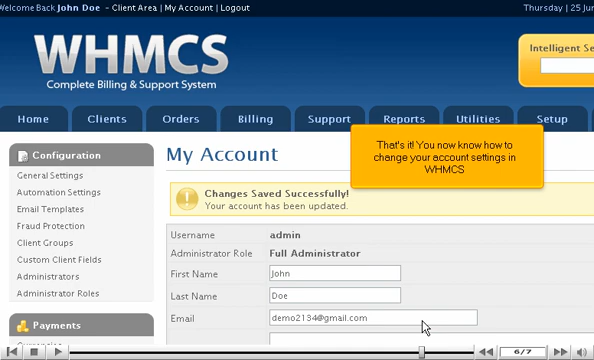 Welcome Back John Doe - Client Area | My Account | Logout
Thursday | 25 Jun
WHMCS
Complete Billing & Support System
Intelligent Se
Home Clients Orders Billing Support Reports Utilities Setup
That's it! You now know how to
change your account settings in
WHMCS
Configuration
General Settings
Automation Settings
Email Templates
Fraud Protection
Client Groups
Custom Client Fields
Administrators
Administrator Roles
Payments
Currencies
My Account
Changes Saved Successfully!
Your account has been updated.
Username admin
Administrator Role Full Administrator
First Name John
Last Name Doe
Email demo2134@gmail.com
6/7